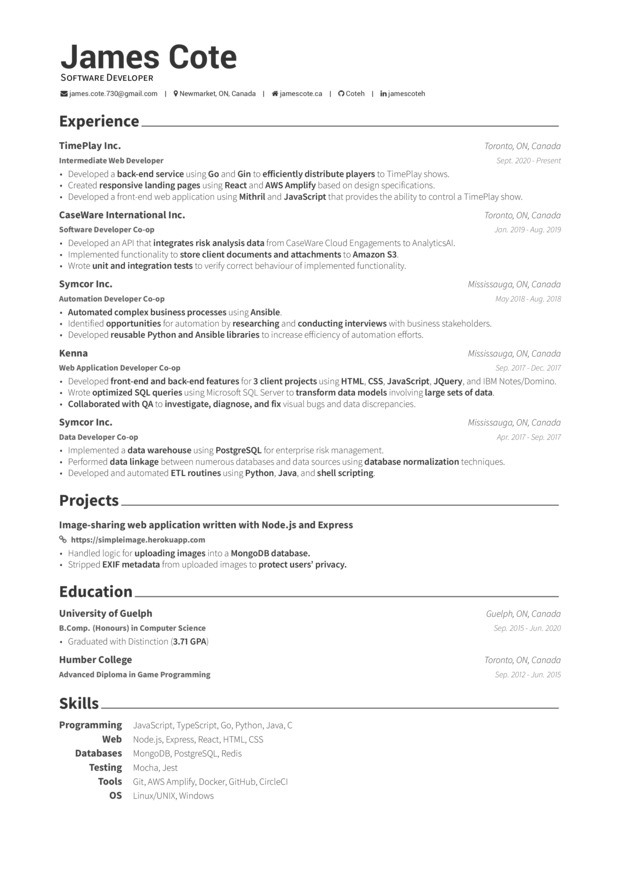 James Cote
Software Developer
james.cote.730@gmail.com | Newmarket, ON, Canada | jamescote.ca | Coteh | jamescoteh
Experience
TimePlay Inc. Toronto, ON, Canada
Intermediate Web Developer Sept. 2020 - Present
• Developed a back-end service using Go and Gin to efficiently distribute players to TimePlay shows.
• Created responsive landing pages using React and AWS Amplify based on design specifications.
• Developed a front-end web application using Mithril and JavaScript that provides the ability to control a TimePlay show.
CaseWare International Inc. Toronto, ON, Canada
Software Developer Co-op Jan. 2019 - Aug. 2019
• Developed an API that integrates risk analysis data from CaseWare Cloud Engagements to AnalyticsAI.
• Implemented functionality to store client documents and attachments to Amazon S3.
• Wrote unit and integration tests to verify correct behaviour of implemented functionality.
Symcor Inc. Mississauga, ON, Canada
Automation Developer Co-op May 2018 - Aug. 2018
• Automated complex business processes using Ansible.
• Identified opportunities for automation by researching and conducting interviews with business stakeholders.
• Developed reusable Python and Ansible libraries to increase efficiency of automation efforts.
Kenna Mississauga, ON, Canada
Web Application Developer Co-op Sep. 2017 - Dec. 2017
• Developed front-end and back-end features for 3 client projects using HTML, CSS, JavaScript, JQuery, and IBM Notes/Domino.
• Wrote optimized SQL queries using Microsoft SQL Server to transform data models involving large sets of data.
• Collaborated with QA to investigate, diagnose, and fix visual bugs and data discrepancies.
Symcor Inc. Mississauga, ON, Canada
Data Developer Co-op Apr. 2017 - Sep. 2017
• Implemented a data warehouse using PostgreSQL for enterprise risk management.
• Performed data linkage between numerous databases and data sources using database normalization techniques.
• Developed and automated ETL routines using Python, Java, and shell scripting.
Projects
Image-sharing web application written with Node.js and Express
https://simpleimage.herokuapp.com
• Handled logic for uploading images into a MongoDB database.
• Stripped EXIF metadata from uploaded images to protect users' privacy.
Education
University of Guelph Guelph, ON, Canada
B.Comp. (Honours) in Computer Science Sep. 2015 - Jun. 2020
• Graduated with Distinction (3.71 GPA)
Humber College Toronto, ON, Canada
Advanced Diploma in Game Programming Sep. 2012 - Jun. 2015
Skills
Programming JavaScript, TypeScript, Go, Python, Java, C
Web Node.js, Express, React, HTML, CSS
Databases MongoDB, PostgreSQL, Redis
Testing Mocha, Jest
Tools Git, AWS Amplify, Docker, GitHub, CircleCI
OS Linux/UNIX, Windows